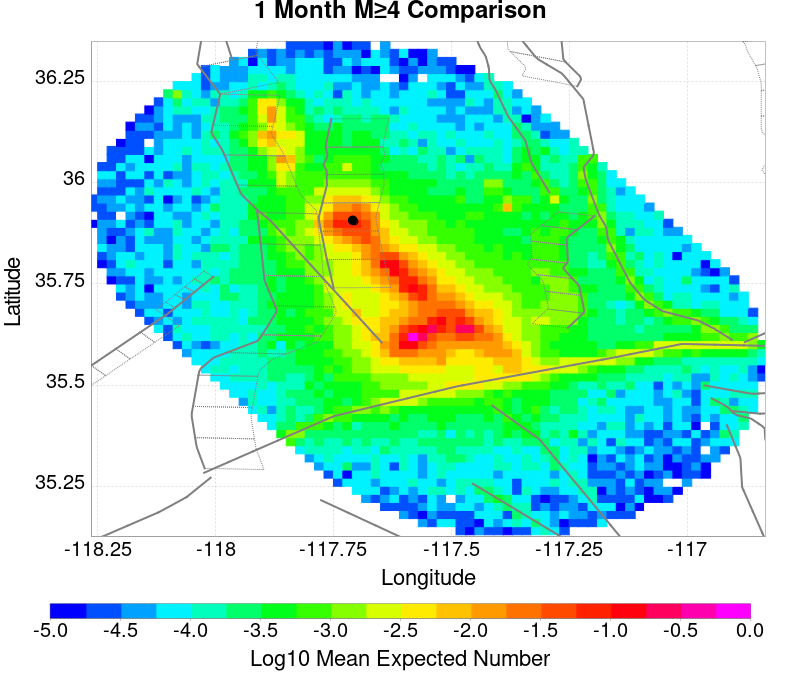 1 Month M≥4 Comparison
36.25
36
35.75
35.5
35.25
Latitude
-118.25 -118 -117.75 -117.5 -117.25 -117
Longitude
-5.0 -4.5 -4.0 -3.5 -3.0 -2.5 -2.0 -1.5 -1.0 -0.5 0.0
Log10 Mean Expected Number